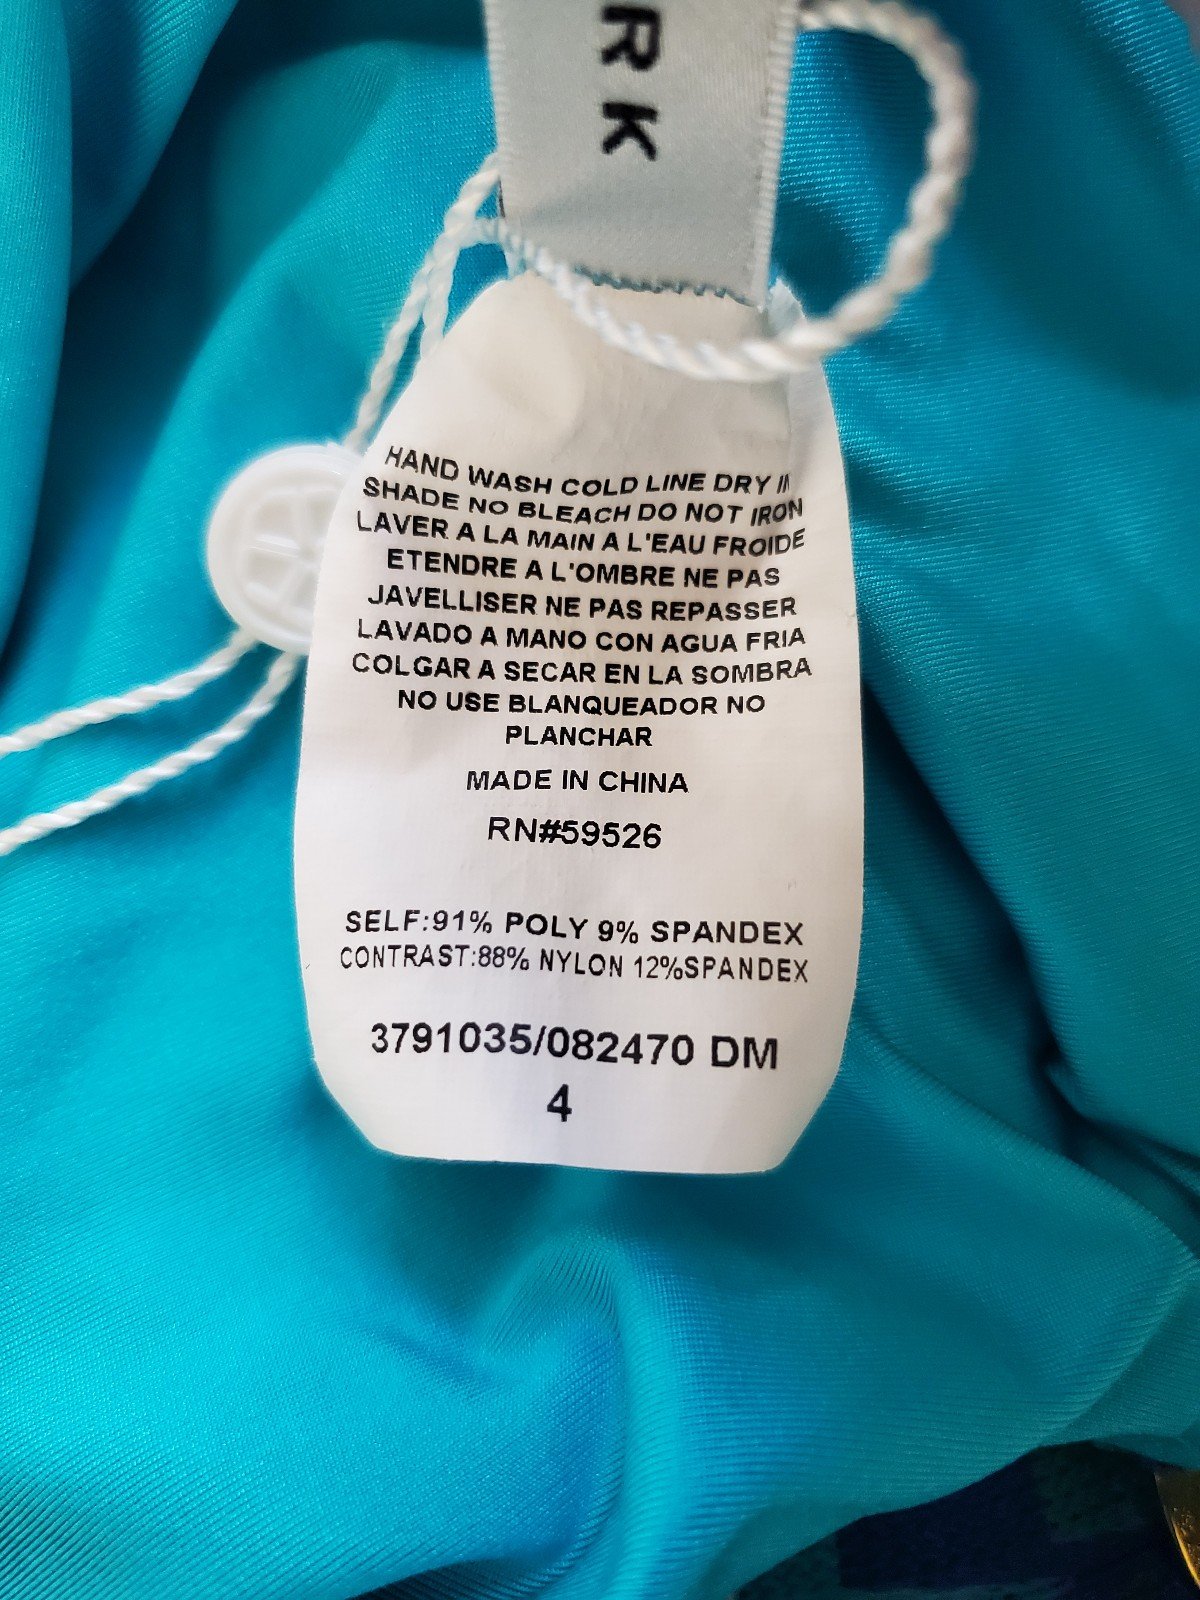 RK
HAND WASH COLD LINE DRY
SHADE NO BLEACH DO NOT IRON
LAVER A LA MAIN A L'EAU FROIDE
ETENDRE A L'OMBRE NE PAS
JAVELLISER NE PAS REPASSER
LAVADO A MANO CON AGUA FRIA
COLGAR A SECAR EN LA SOMBRA
NO USE BLANQUEADOR NO
PLANCHAR
MADE IN CHINA
RN#59526
SELF:91% POLY 9% SPANDEX
CONTRAST:88% NYLON 12%SPANDEX
3791035/082470 DM
4